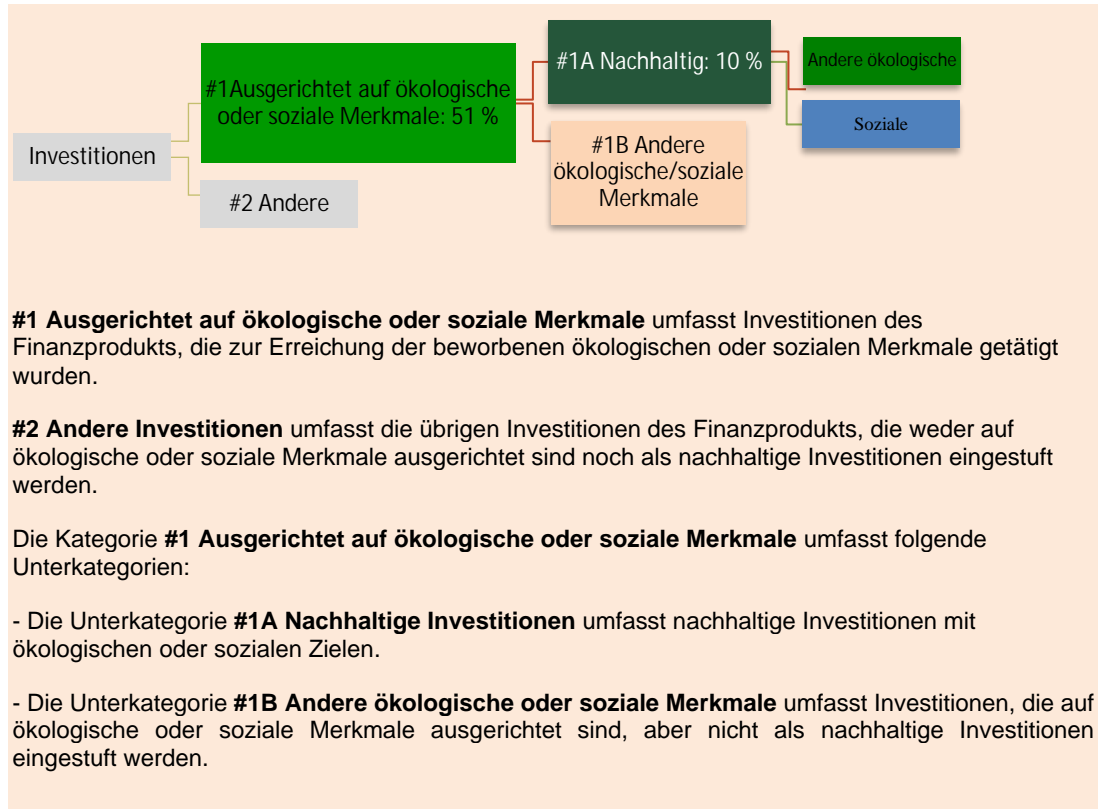 Investitionen
#1Ausgerichtet auf ökologische
oder soziale Merkmale: 51 %
#2 Andere
#1A Nachhaltig: 10 %
#1B Andere
ökologische/soziale
Merkmale
Andere ökologische
Soziale
#1 Ausgerichtet auf ökologische oder soziale Merkmale umfasst Investitionen des
Finanzprodukts, die zur Erreichung der beworbenen ökologischen oder sozialen Merkmale getätigt
wurden.
#2 Andere Investitionen umfasst die übrigen Investitionen des Finanzprodukts, die weder auf
ökologische oder soziale Merkmale ausgerichtet sind noch als nachhaltige Investitionen eingestuft
werden.
Die Kategorie #1 Ausgerichtet auf ökologische oder soziale Merkmale umfasst folgende
Unterkategorien:
- Die Unterkategorie #1A Nachhaltige Investitionen umfasst nachhaltige Investitionen mit
ökologischen oder sozialen Zielen.
- Die Unterkategorie #1B Andere ökologische oder soziale Merkmale umfasst Investitionen, die auf
ökologische oder soziale Merkmale ausgerichtet sind, aber nicht als nachhaltige Investitionen
eingestuft werden.